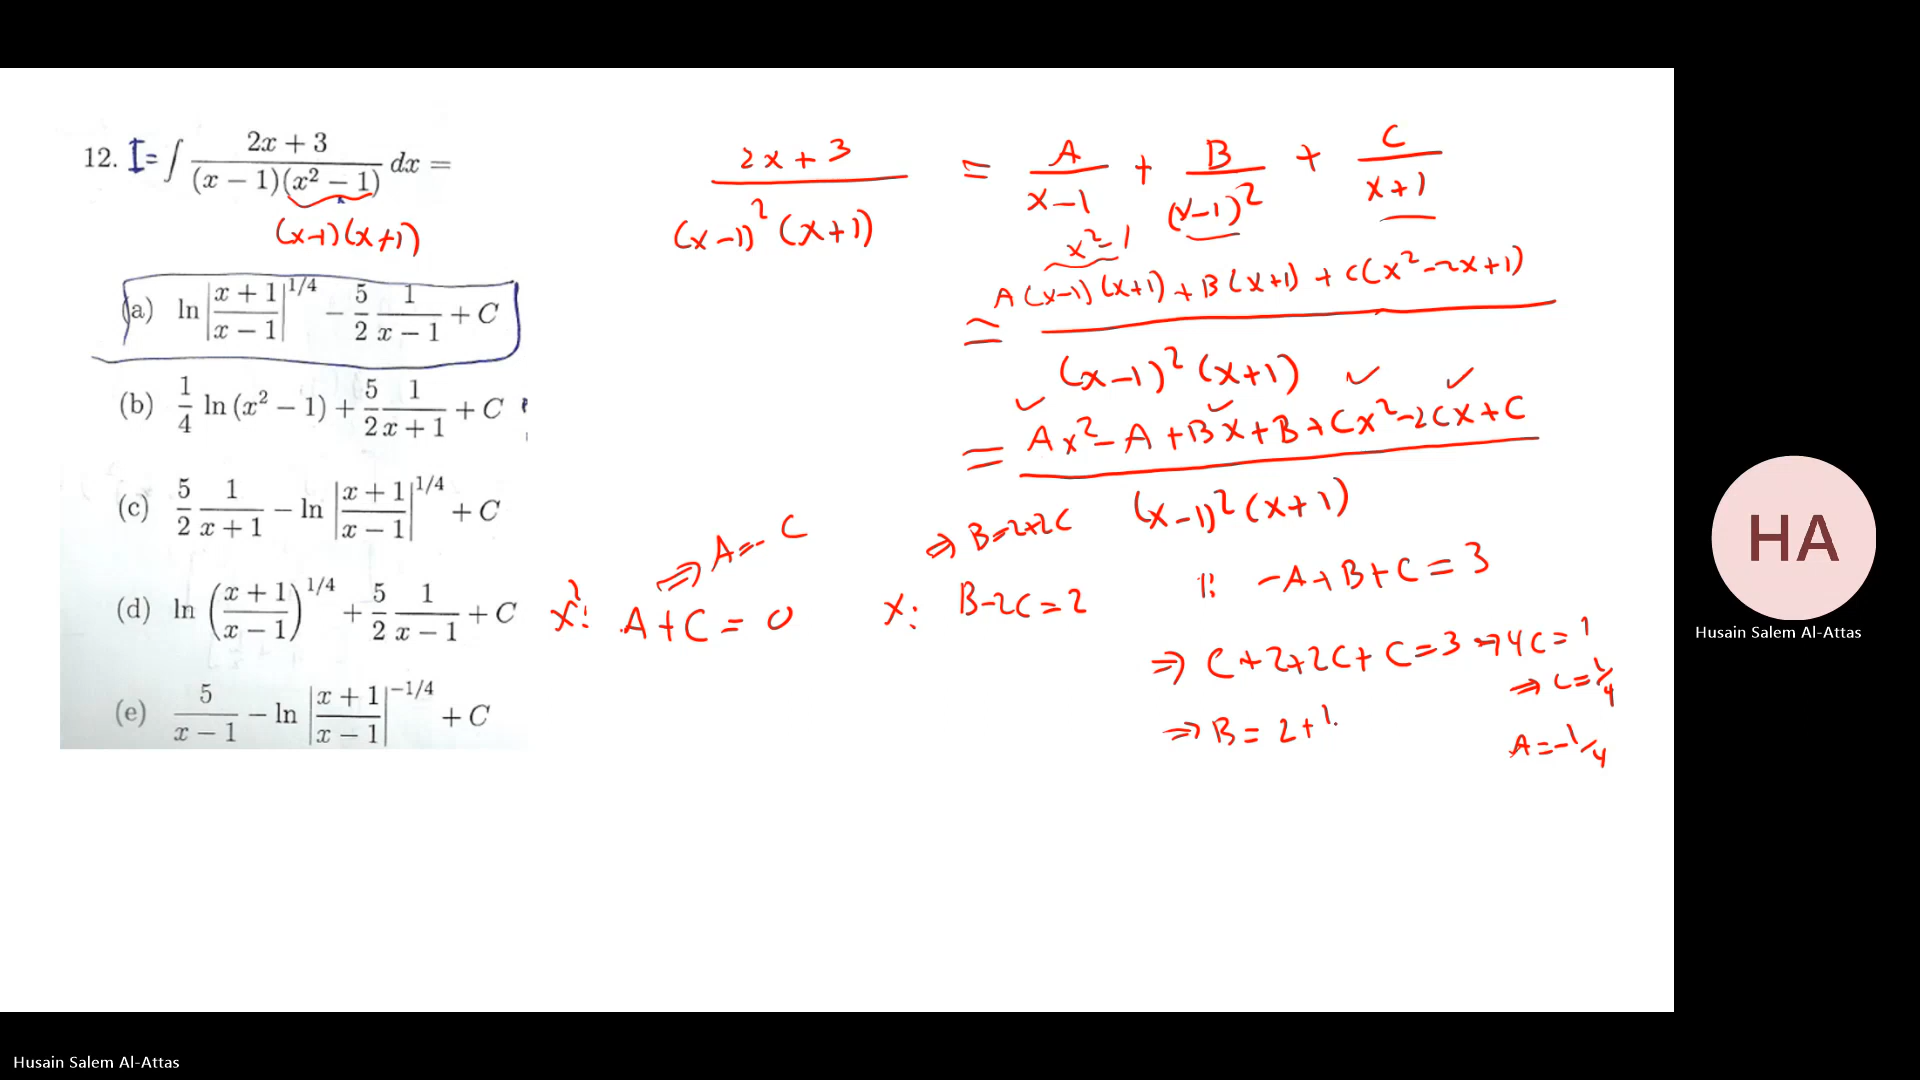 12. I= ∫ (2x + 3)/((x − 1)(x² − 1)) dx =
(x-1)(x+1)
(a) ln |(x + 1)/(x − 1)|^{1/4} − 5/2 1/(x − 1) + C
(b) 1/4 ln (x² − 1) + 5/2 1/(x + 1) + C
(c) 5/2 1/(x + 1) − ln |(x + 1)/(x − 1)|^{1/4} + C
(d) ln ((x + 1)/(x − 1))^{1/4} + 5/2 1/(x − 1) + C
(e) 5/(x − 1) − ln |(x + 1)/(x − 1)|^{−1/4} + C
(2x+3)/((x-1)²(x+1)) = A/(x-1) + B/(x-1)² + C/(x+1)
x²-1
= (A(x-1)(x+1)+B(x+1)+C(x²-2x+1))/((x-1)²(x+1))
= (Ax²-A+Bx+B+Cx²-2Cx+C)/((x-1)²(x+1))
⇒ A=-C
x²: A+C=0
⇒ B=2+2C
x: B-2C=2
1: -A+B+C=3
⇒ C+2+2C+C=3 → 4C=1
⇒ C=1/4
⇒ B=2+1.
A=-1/4
HA
Husain Salem Al-Attas
Husain Salem Al-Attas